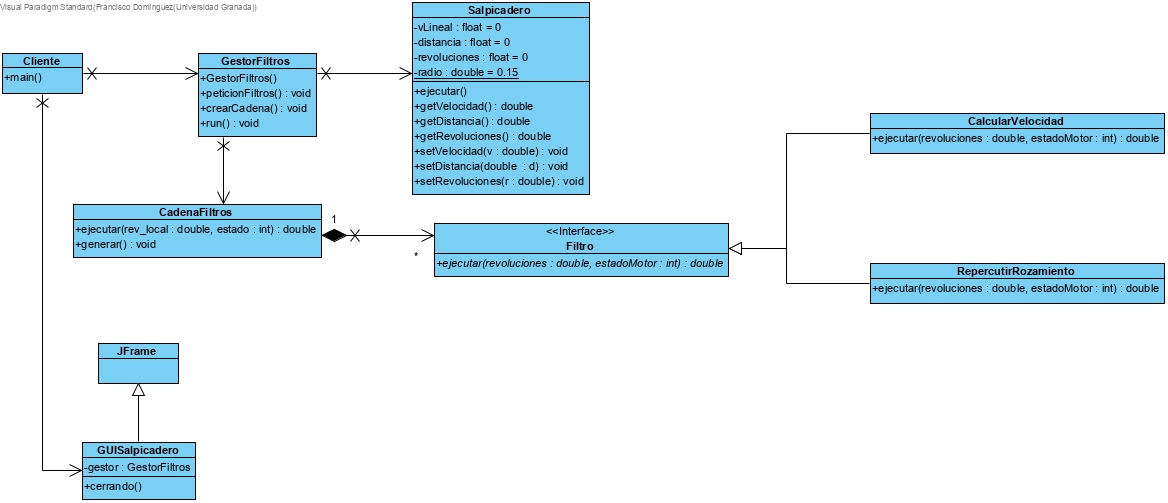 Visual Paradigm Standard(Francisco Domínguez(Universidad Granada))
Cliente
+main()
GestorFiltros
+GestorFiltros()
+peticionFiltros() : void
+crearCadena() : void
+run() : void
Salpicadero
-vLineal : float = 0
-distancia : float = 0
-revoluciones : float = 0
-radio : double = 0.15
+ejecutar()
+getVelocidad() : double
+getDistancia() : double
+getRevoluciones() : double
+setVelocidad(v : double) : void
+setDistancia(double : d) : void
+setRevoluciones(r : double) : void
CalcularVelocidad
+ejecutar(revoluciones : double, estadoMotor : int) : double
CadenaFiltros
+ejecutar(rev_local : double, estado : int) : double
+generar() : void
1
*
<<Interface>>
Filtro
+ejecutar(revoluciones : double, estadoMotor : int) : double
RepercutirRozamiento
+ejecutar(revoluciones : double, estadoMotor : int) : double
JFrame
GUISalpicadero
-gestor : GestorFiltros
+cerrando()